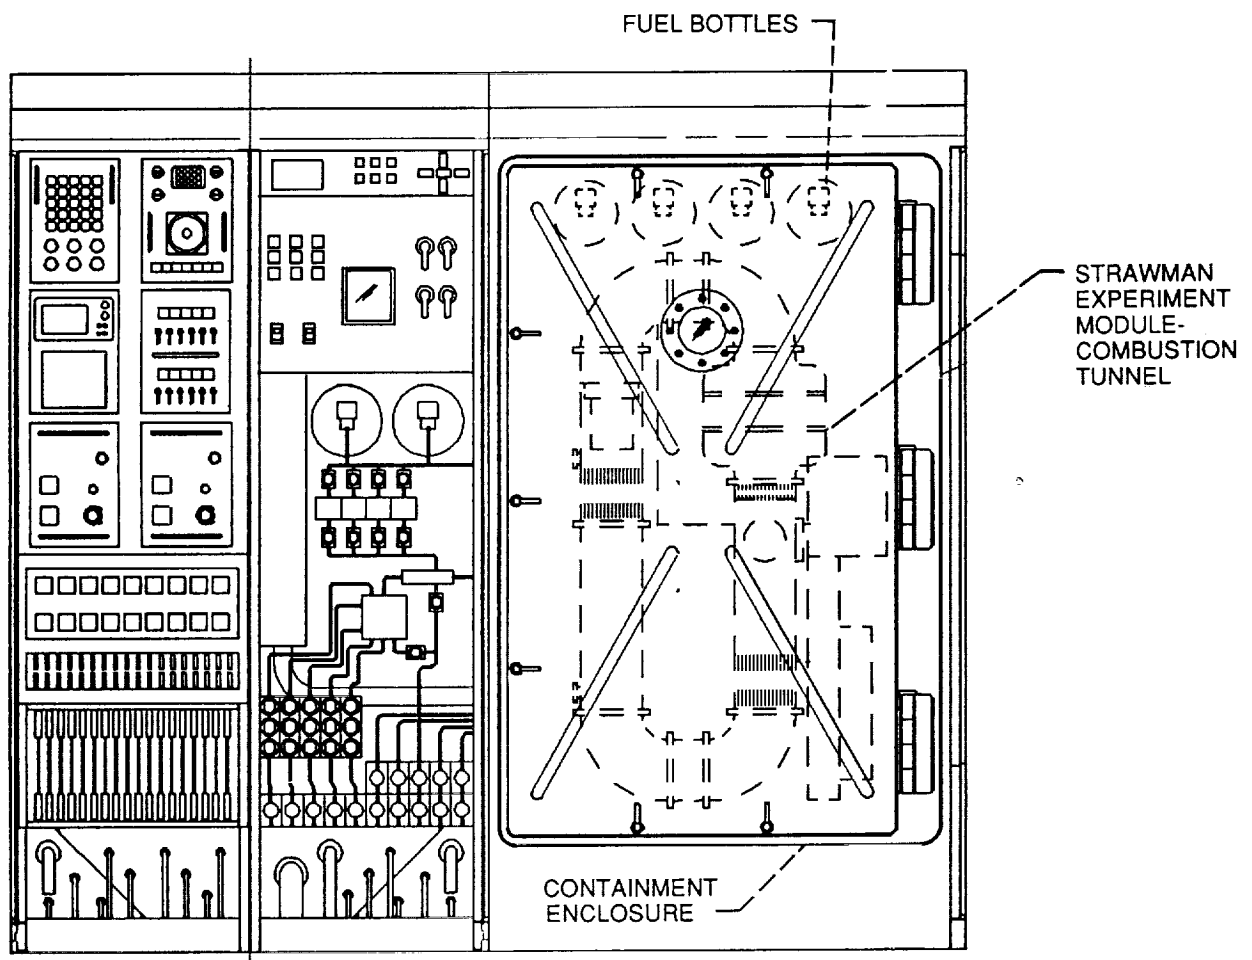 FUEL BOTTLES
STRAWMAN
EXPERIMENT
MODULE-
COMBUSTION
TUNNEL
CONTAINMENT
ENCLOSURE